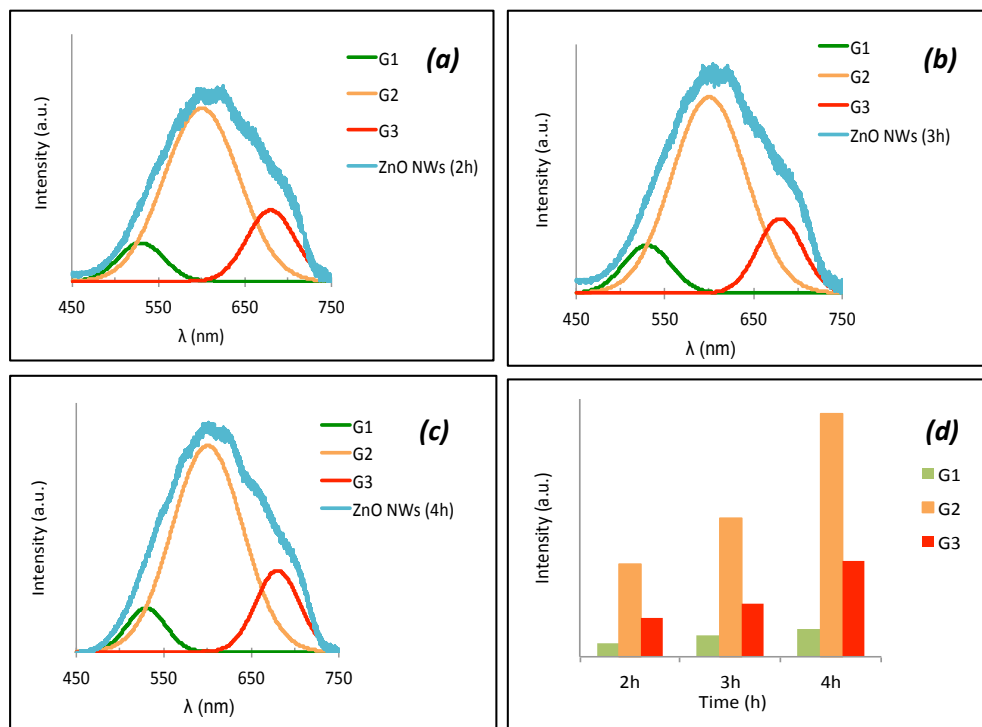 (a)
G1
G2
G3
ZnO NWs (2h)
Intensity (a.u.)
450 550 650 750
λ (nm)
(b)
G1
G2
G3
ZnO NWs (3h)
Intensity (a.u.)
450 550 650 750
λ (nm)
(c)
G1
G2
G3
ZnO NWs (4h)
Intensity (a.u.)
450 550 650 750
λ (nm)
(d)
G1
G2
G3
Intensity (a.u.)
2h 3h 4h
Time (h)